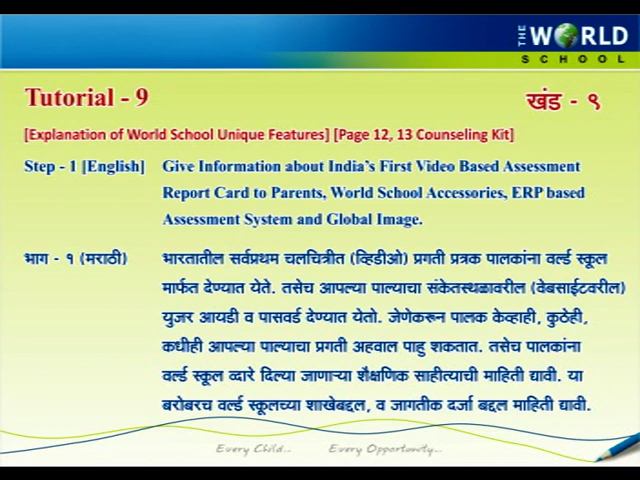 THE WORLD
SCHOOL
Tutorial - 9
खंड - ९
[Explanation of World School Unique Features] [Page 12, 13 Counseling Kit]
Step - 1 [English] Give Information about India's First Video Based Assessment
Report Card to Parents, World School Accessories, ERP based
Assessment System and Global Image.
भाग - १ (मराठी) भारतातील सर्वप्रथम चलचित्रीत (व्हिडीओ) प्रगती प्रत्रक पालकांना वर्ल्ड स्कूल
मार्फत देण्यात येते. तसेच आपल्या पाल्याचा संकेतस्थळावरील (वेबसाईटवरील)
युजर आयडी व पासवर्ड देण्यात येतो. जेणेकरून पालक केव्हाही, कुठेही,
कधीही आपल्या पाल्याचा प्रगती अहवाल पाहु शकतात. तसेच पालकांना
वर्ल्ड स्कूल व्दारे दिल्या जाणाऱ्या शैक्षणिक साहीत्याची माहिती द्यावी. या
बरोबरच वर्ल्ड स्कूलच्या शाखेबद्दल, व जागतीक दर्जा बद्दल माहिती द्यावी.
Every Child... Every Opportunity...